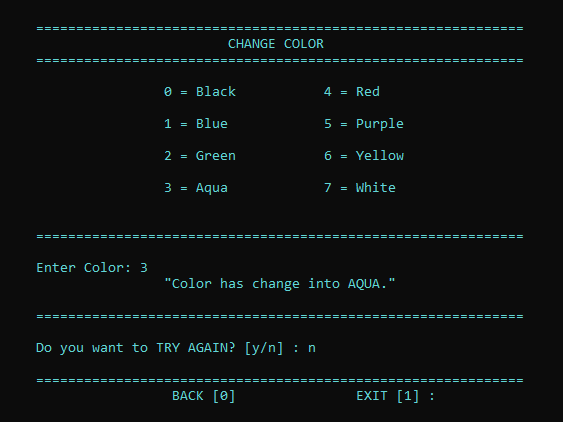 =============================================================
CHANGE COLOR
=============================================================
0 = Black 4 = Red
1 = Blue 5 = Purple
2 = Green 6 = Yellow
3 = Aqua 7 = White
=============================================================
Enter Color: 3
"Color has change into AQUA."
=============================================================
Do you want to TRY AGAIN? [y/n] : n
=============================================================
BACK [0] EXIT [1] :